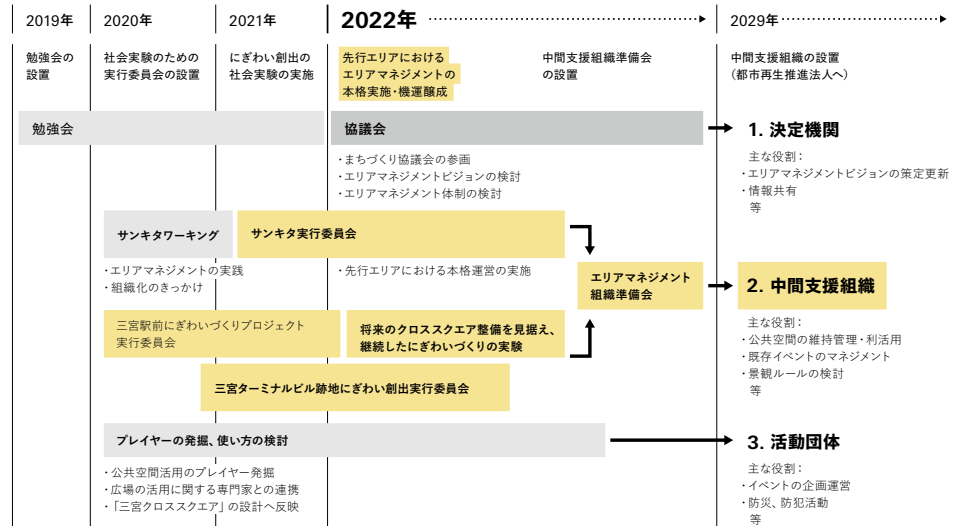 2019年
2020年
2021年
2022年
2029年
勉強会の
設置
社会実験のための
実行委員会の設置
にぎわい創出の
社会実験の実施
先行エリアにおける
エリアマネジメントの
本格実施・機運醸成
中間支援組織準備会
の設置
中間支援組織の設置
（都市再生推進法人へ）
勉強会
協議会
・まちづくり協議会の参画
・エリアマネジメントビジョンの検討
・エリアマネジメント体制の検討
1. 決定機関
主な役割：
・エリアマネジメントビジョンの策定更新
・情報共有
等
サンキタワーキング
・エリアマネジメントの実践
・組織化のきっかけ
サンキタ実行委員会
・先行エリアにおける本格運営の実施
エリアマネジメント
組織準備会
2. 中間支援組織
主な役割：
・公共空間の維持管理・利活用
・既存イベントのマネジメント
・景観ルールの検討
等
三宮駅前にぎわいづくりプロジェクト
実行委員会
将来のクロススクエア整備を見据え、
継続したにぎわいづくりの実験
三宮ターミナルビル跡地にぎわい創出実行委員会
プレイヤーの発掘、使い方の検討
・公共空間活用のプレイヤー発掘
・広場の活用に関する専門家との連携
・「三宮クロススクエア」の設計へ反映
3. 活動団体
主な役割：
・イベントの企画運営
・防災、防犯活動
等